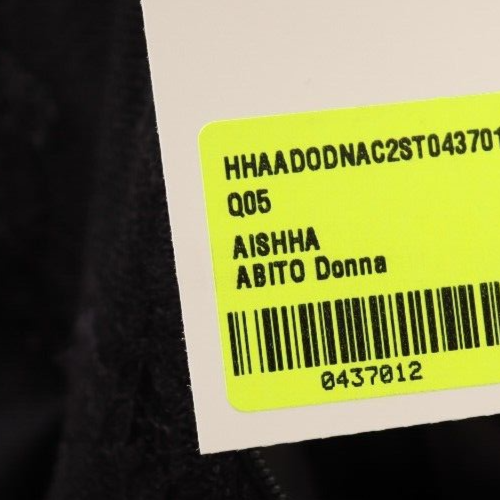 HHAADODNAC2ST043701
Q05
AISHHA
ABITO Donna
0437012